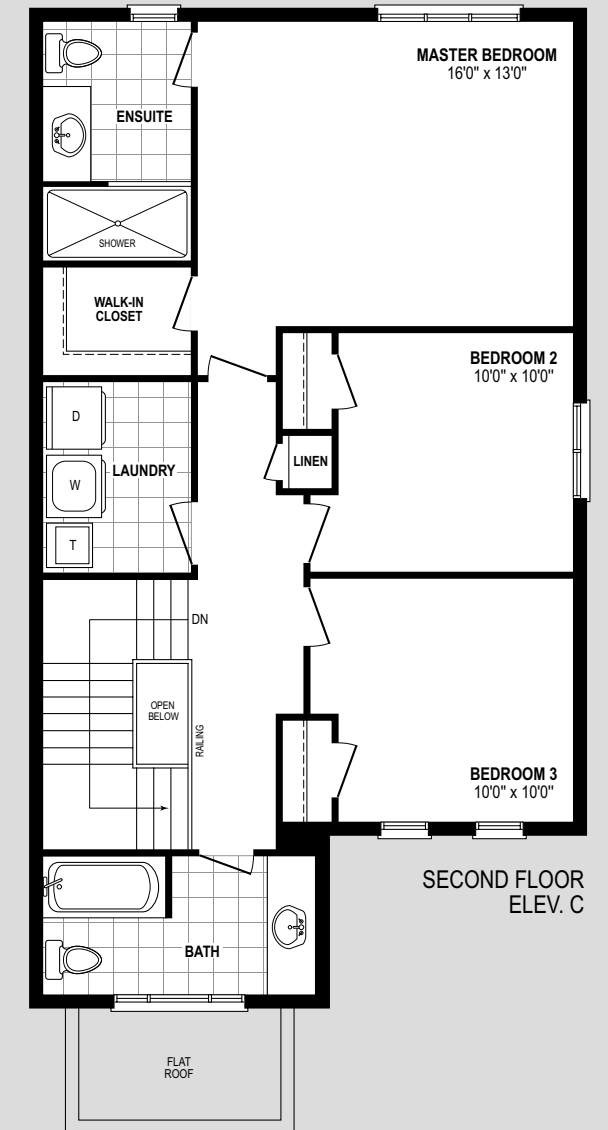 MASTER BEDROOM
16'0" x 13'0"
ENSUITE
SHOWER
WALK-IN
CLOSET
BEDROOM 2
10'0" x 10'0"
D
LAUNDRY
LINEN
W
T
DN
OPEN
BELOW
RAILING
BEDROOM 3
10'0" x 10'0"
SECOND FLOOR
ELEV. C
BATH
FLAT
ROOF